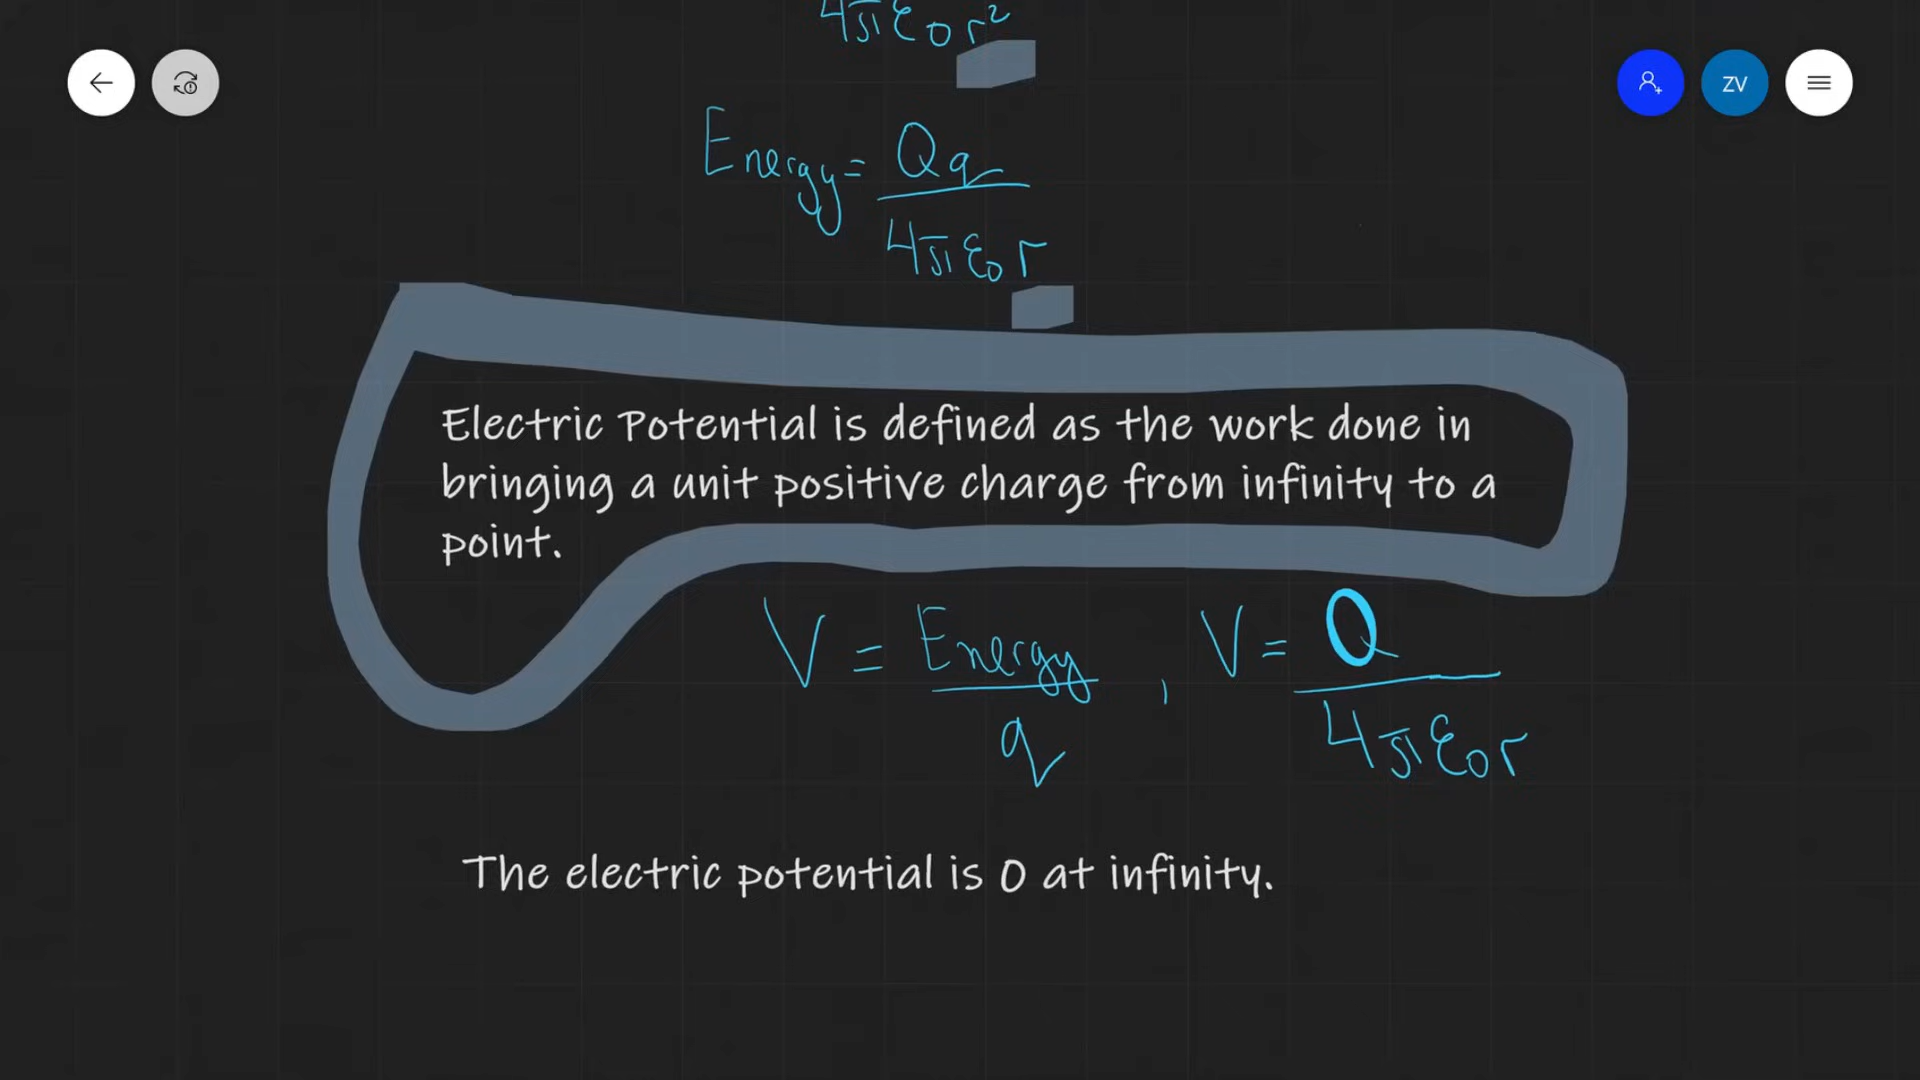 4πε₀r²
ZV
Energy = Qq / 4πε₀r
Electric Potential is defined as the work done in
bringing a unit positive charge from infinity to a
point.
V = Energy / q , V = Q / 4πε₀r
The electric potential is 0 at infinity.